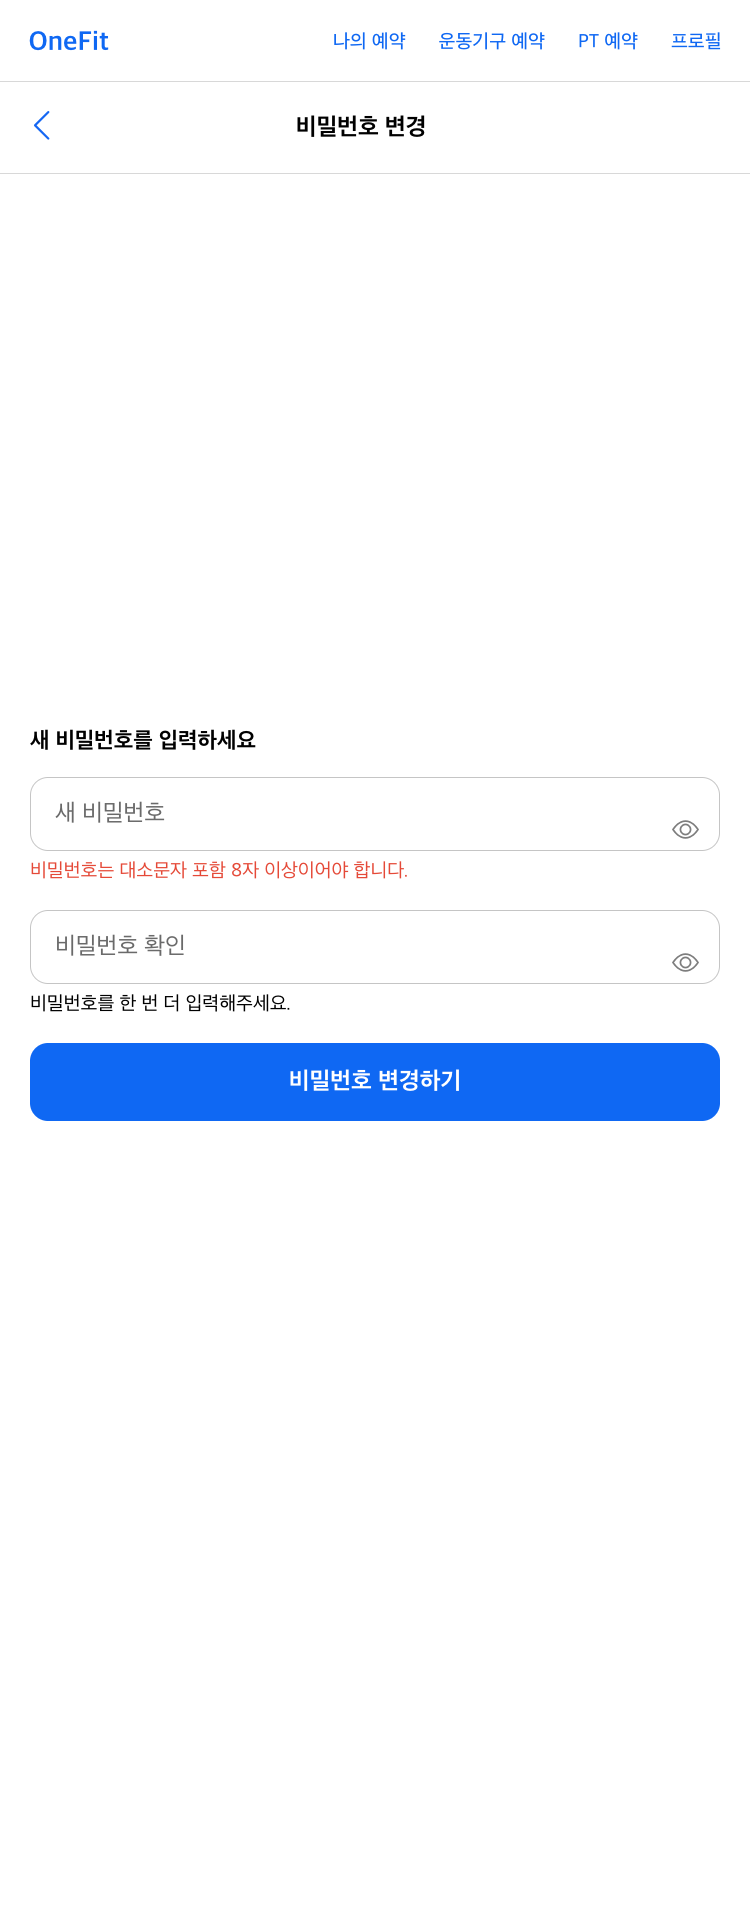 OneFit 나의 예약 운동기구 예약 PT 예약 프로필
비밀번호 변경
새 비밀번호를 입력하세요
새 비밀번호
비밀번호는 대소문자 포함 8자 이상이어야 합니다.
비밀번호 확인
비밀번호를 한 번 더 입력해주세요.
비밀번호 변경하기